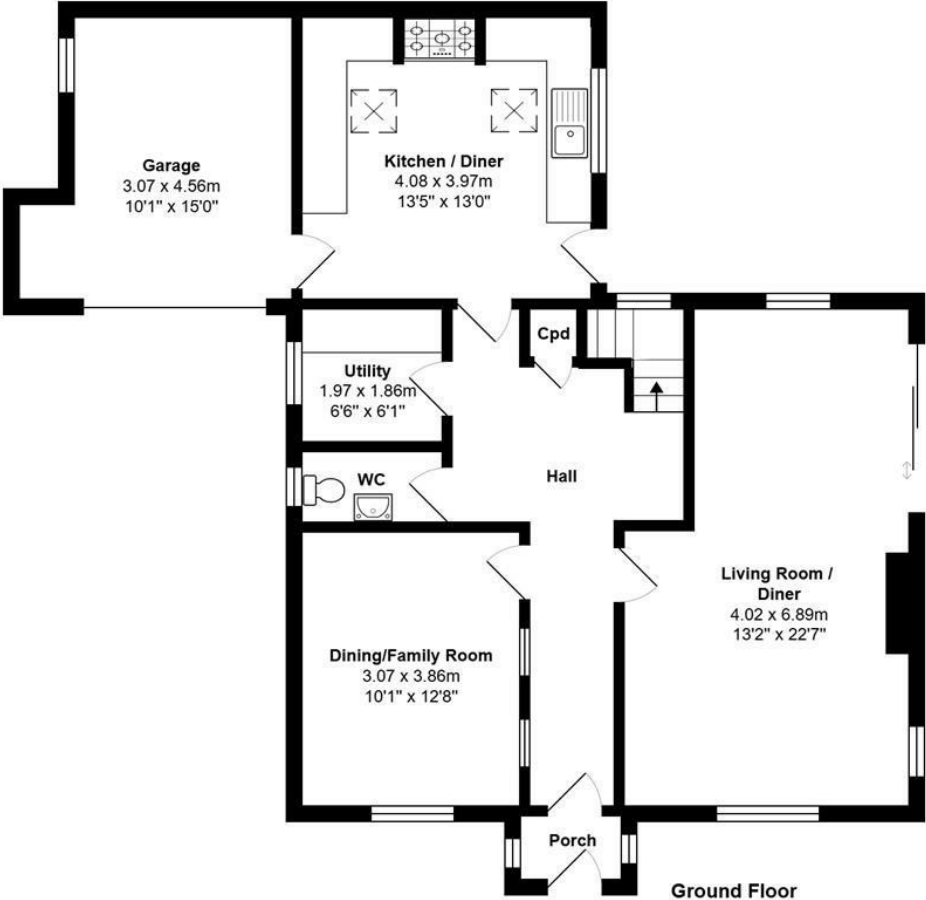 Garage
3.07 x 4.56m
10'1" x 15'0"
Kitchen / Diner
4.08 x 3.97m
13'5" x 13'0"
Cpd
Utility
1.97 x 1.86m
6'6" x 6'1"
WC
Hall
Living Room /
Diner
4.02 x 6.89m
13'2" x 22'7"
Dining/Family Room
3.07 x 3.86m
10'1" x 12'8"
Porch
Ground Floor